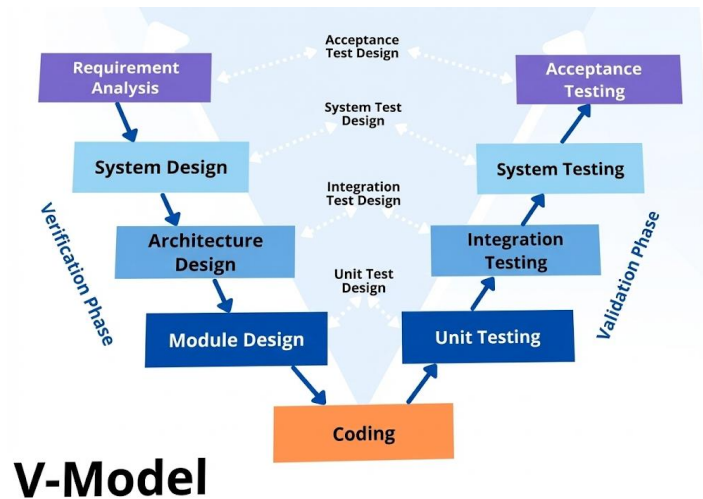 Acceptance
Test Design
Requirement
Analysis
Acceptance
Testing
System Test
Design
System Design
System Testing
Integration
Test Design
Verification Phase
Architecture
Design
Integration
Testing
Validation Phase
Unit Test
Design
Module Design
Unit Testing
Coding
V-Model